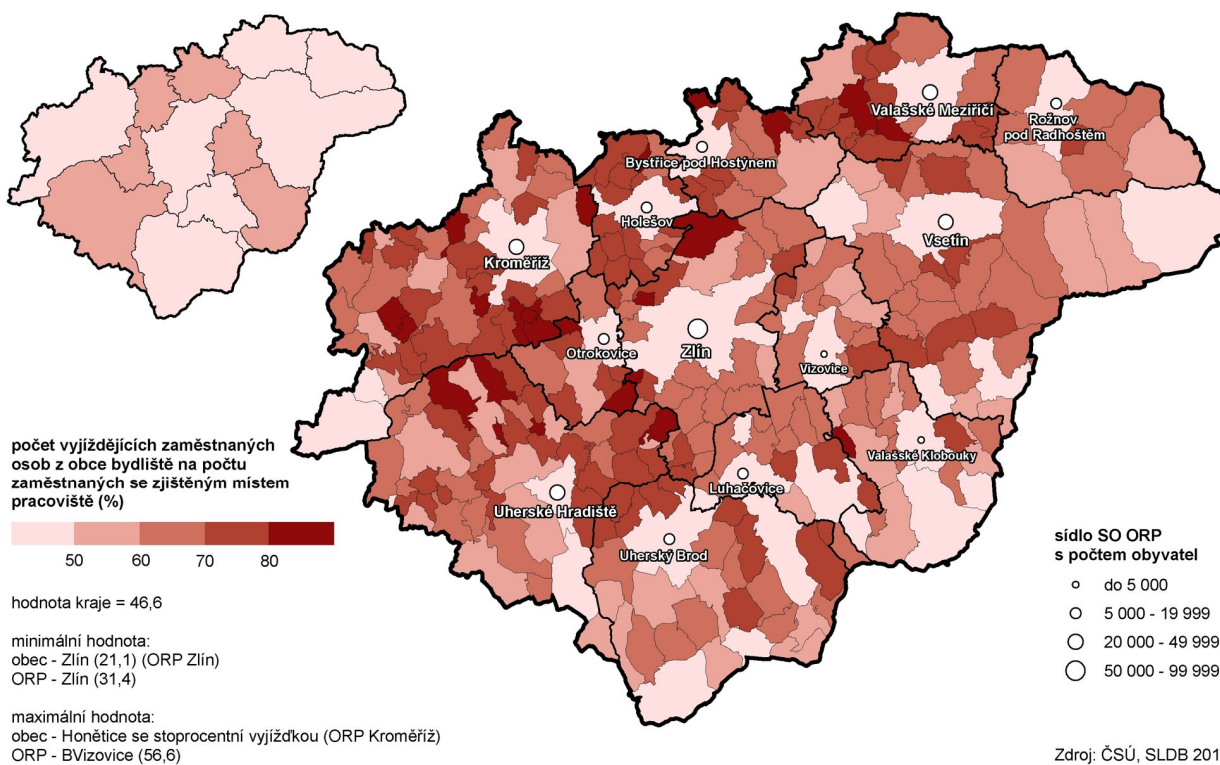 Valašské Meziříčí
Rožnov
pod Radhoštěm
Bystřice pod Hostýnem
Holešov
Kroměříž
Vsetín
Otrokovice
Zlín
Vizovice
Valašské Klobouky
Luhačovice
Uherské Hradiště
Uherský Brod
počet vyjíždějících zaměstnaných
osob z obce bydliště na počtu
zaměstnaných se zjištěným místem
pracoviště (%)
50 60 70 80
hodnota kraje = 46,6
minimální hodnota:
obec - Zlín (21,1) (ORP Zlín)
ORP - Zlín (31,4)
maximální hodnota:
obec - Honětice se stoprocentní vyjížďkou (ORP Kroměříž)
ORP - BVizovice (56,6)
sídlo SO ORP
s počtem obyvatel
do 5 000
5 000 - 19 999
20 000 - 49 999
50 000 - 99 999
Zdroj: ČSÚ, SLDB 201